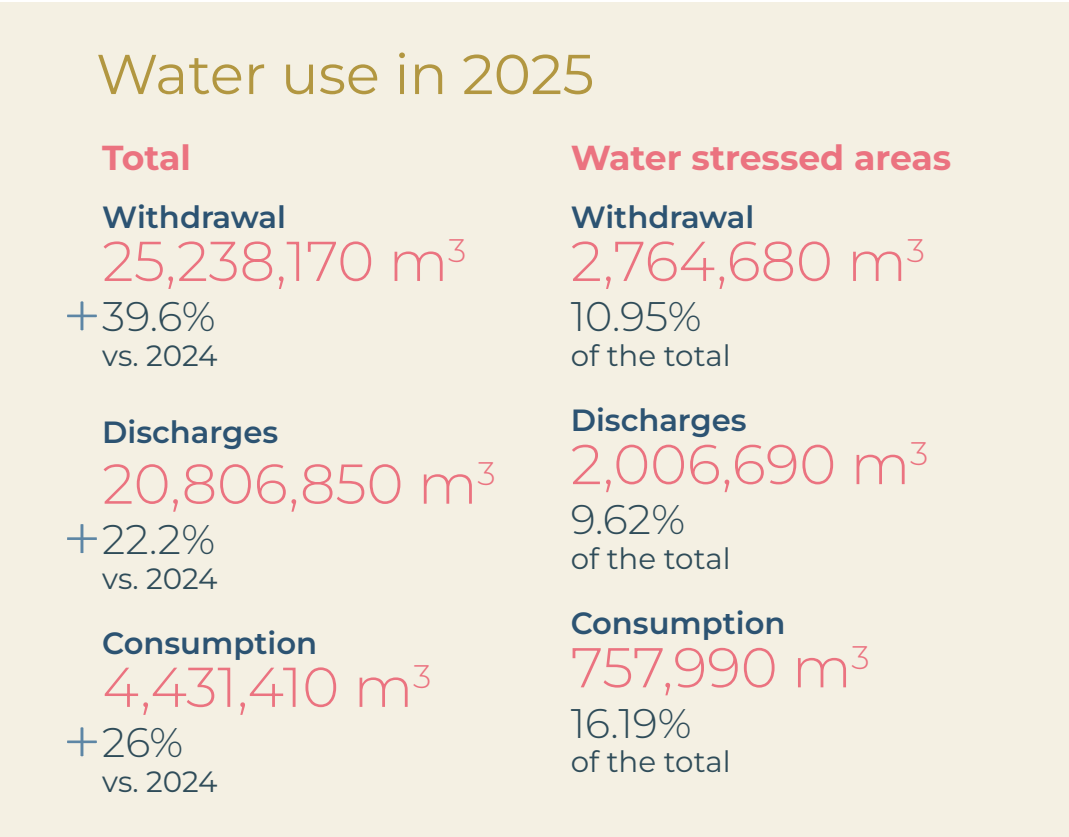 Water use in 2025
Total
Withdrawal
25,238,170 m³
+39.6%
vs. 2024
Discharges
20,806,850 m³
+22.2%
vs. 2024
Consumption
4,431,410 m³
+26%
vs. 2024
Water stressed areas
Withdrawal
2,764,680 m³
10.95%
of the total
Discharges
2,006,690 m³
9.62%
of the total
Consumption
757,990 m³
16.19%
of the total